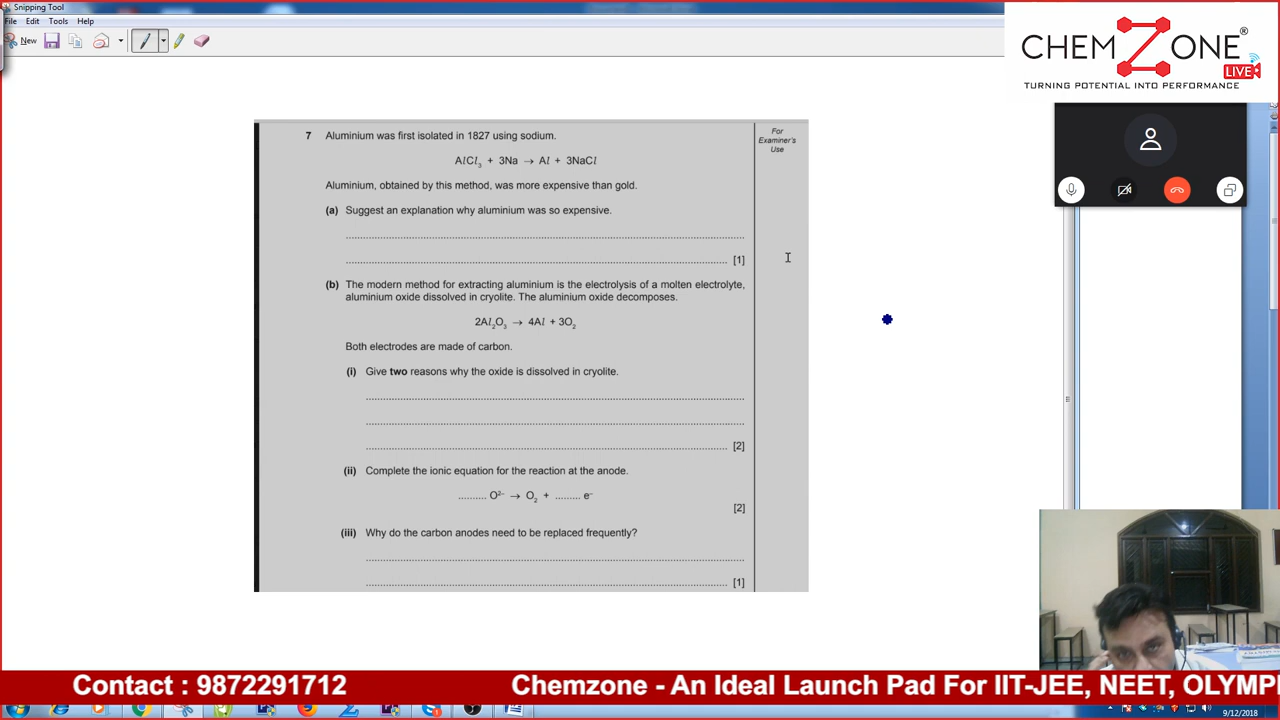 Snipping Tool
File Edit Tools Help
New
CHEMZONE®
LIVE
TURNING POTENTIAL INTO PERFORMANCE
For
Examiner's
Use
7 Aluminium was first isolated in 1827 using sodium.
AlCl₃ + 3Na → Al + 3NaCl
Aluminium, obtained by this method, was more expensive than gold.
(a) Suggest an explanation why aluminium was so expensive.
[1]
(b) The modern method for extracting aluminium is the electrolysis of a molten electrolyte,
aluminium oxide dissolved in cryolite. The aluminium oxide decomposes.
2Al₂O₃ → 4Al + 3O₂
Both electrodes are made of carbon.
(i) Give two reasons why the oxide is dissolved in cryolite.
[2]
(ii) Complete the ionic equation for the reaction at the anode.
.......... O²⁻ → O₂ + ......... e⁻
[2]
(iii) Why do the carbon anodes need to be replaced frequently?
[1]
Contact : 9872291712 Chemzone - An Ideal Launch Pad For IIT-JEE, NEET, OLYMPI
9/12/2018